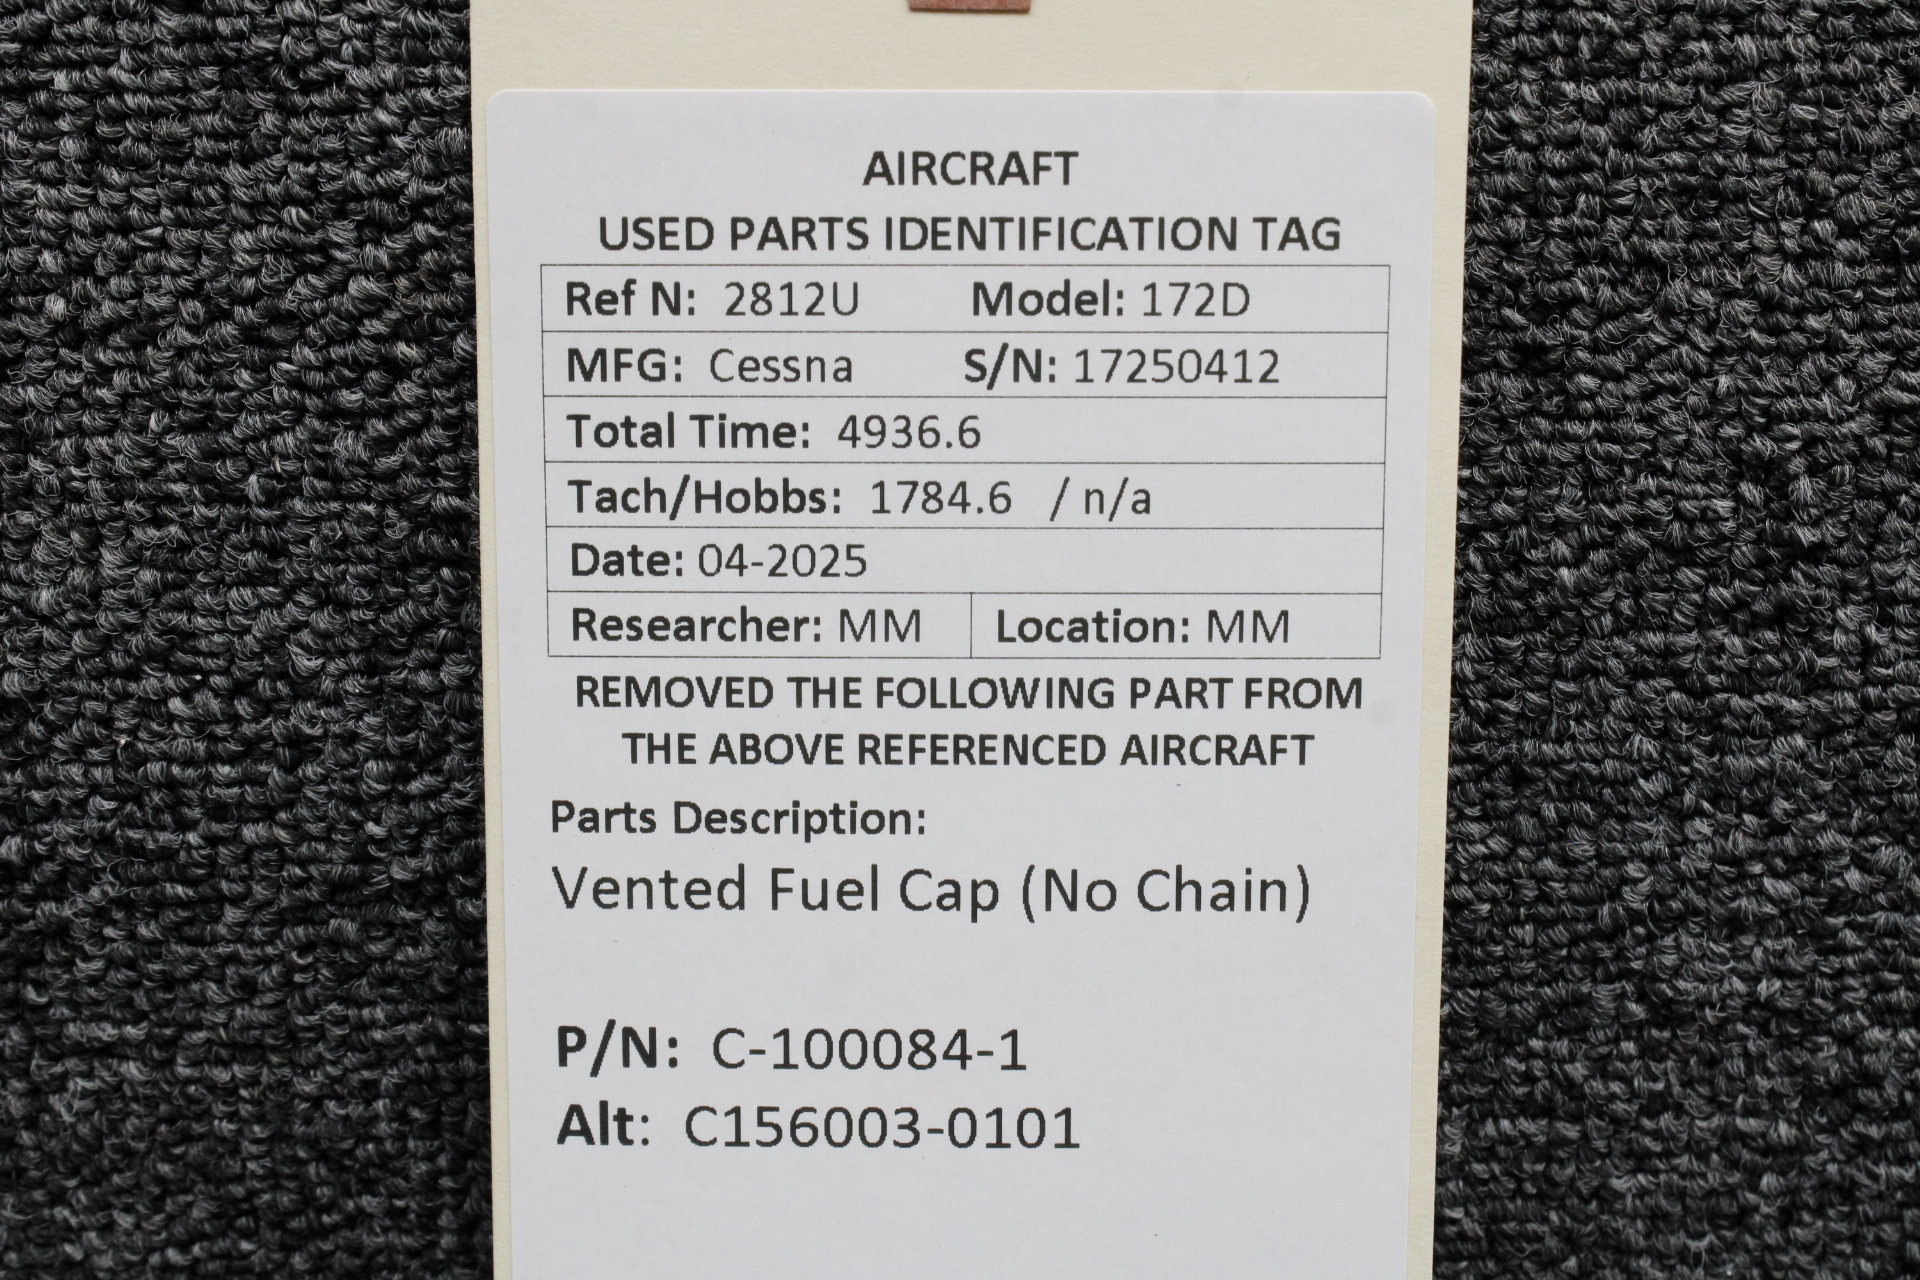 AIRCRAFT
USED PARTS IDENTIFICATION TAG
Ref N: 2812U Model: 172D
MFG: Cessna S/N: 17250412
Total Time: 4936.6
Tach/Hobbs: 1784.6 / n/a
Date: 04-2025
Researcher: MM Location: MM
REMOVED THE FOLLOWING PART FROM
THE ABOVE REFERENCED AIRCRAFT
Parts Description:
Vented Fuel Cap (No Chain)
P/N: C-100084-1
Alt: C156003-0101